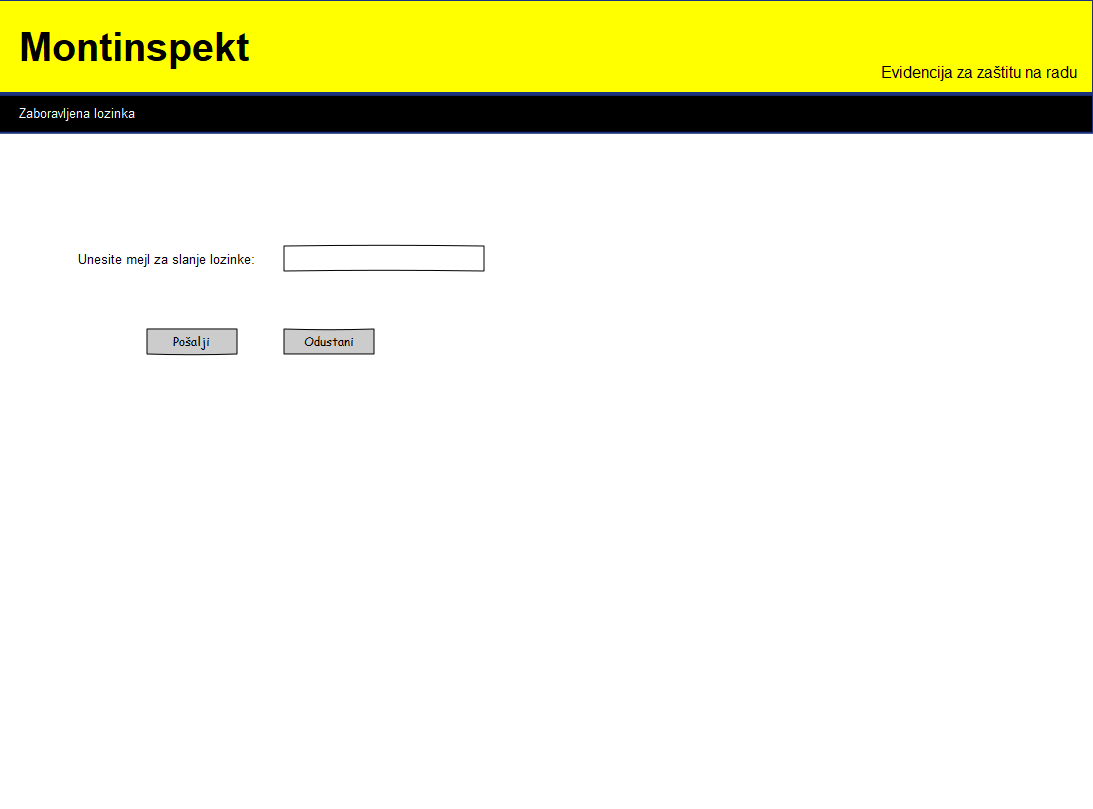 Montinspekt
Evidencija za zaštitu na radu
Zaboravljena lozinka
Unesite mejl za slanje lozinke:
Pošalji
Odustani